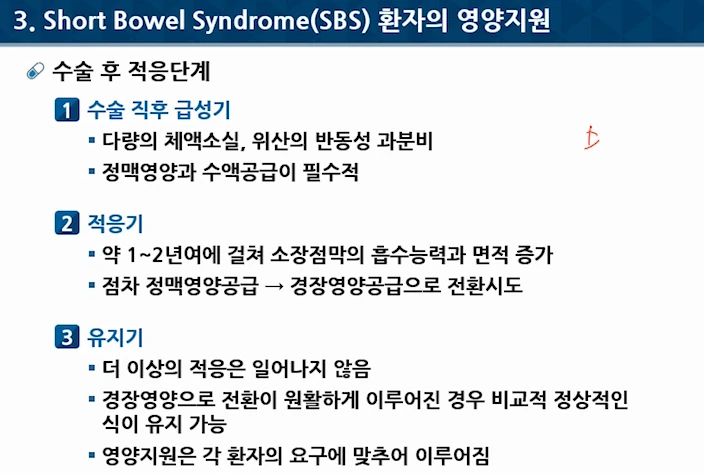 3. Short Bowel Syndrome(SBS) 환자의 영양지원
수술 후 적응단계
1 수술 직후 급성기
▪ 다량의 체액소실, 위산의 반동성 과분비
▪ 정맥영양과 수액공급이 필수적
2 적응기
▪ 약 1~2년여에 걸쳐 소장점막의 흡수능력과 면적 증가
▪ 점차 정맥영양공급 → 경장영양공급으로 전환시도
3 유지기
▪ 더 이상의 적응은 일어나지 않음
▪ 경장영양으로 전환이 원활하게 이루어진 경우 비교적 정상적인
식이 유지 가능
▪ 영양지원은 각 환자의 요구에 맞추어 이루어짐